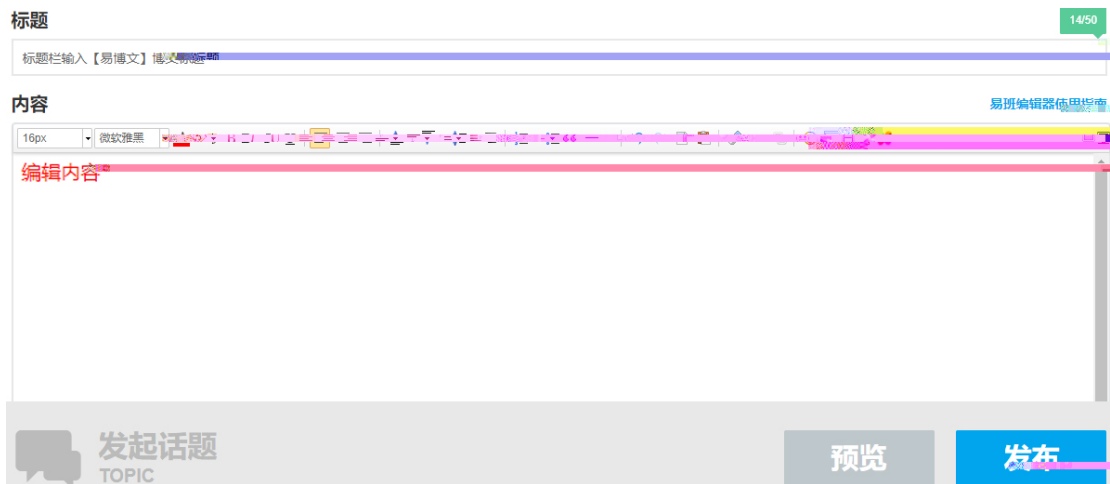 标题
14/50
标题栏输入【易博文】博文标题
内容
易班编辑器使用指南
16px 微软雅黑
编辑内容
发起话题
TOPIC
预览
发布